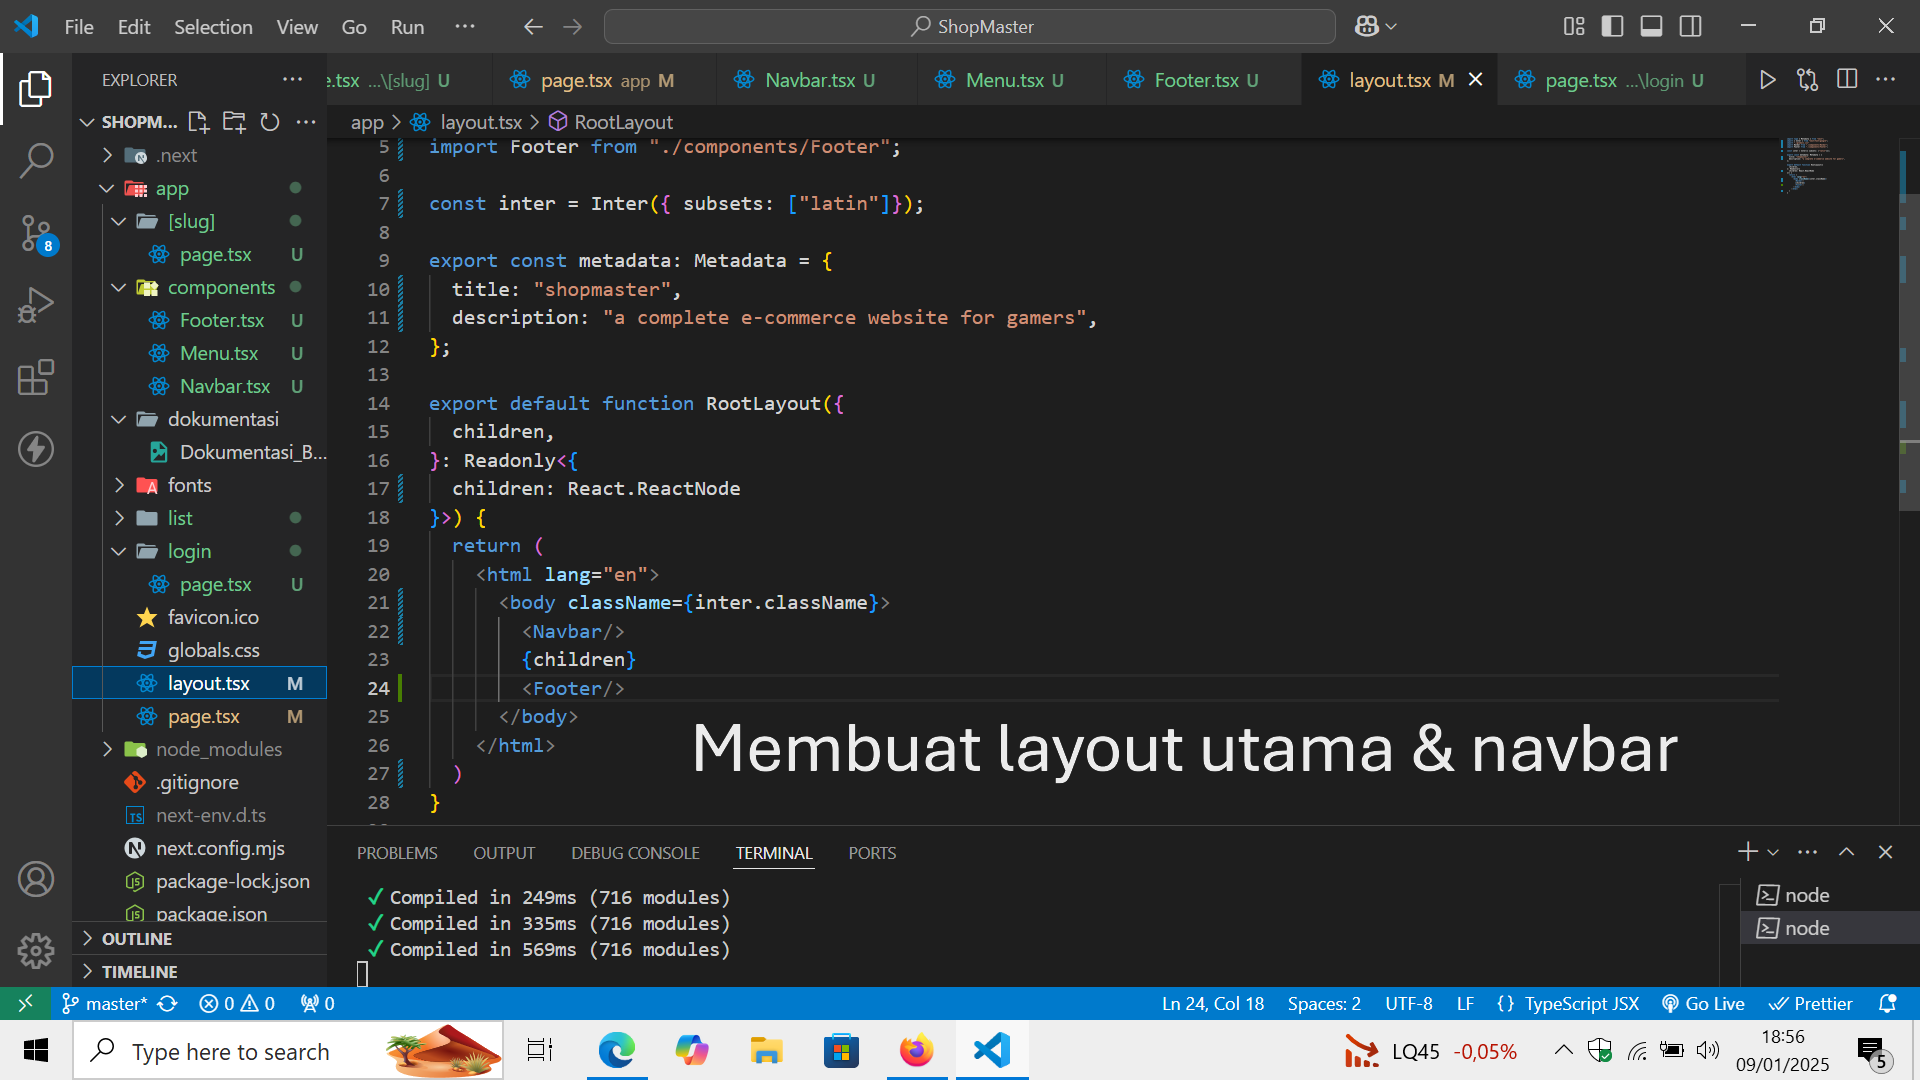 File Edit Selection View Go Run ··· ShopMaster
EXPLORER
e.tsx ...\[slug] U
page.tsx app M
Navbar.tsx U
Menu.tsx U
Footer.tsx U
layout.tsx M
page.tsx ...\login U
SHOPM...
app > layout.tsx > RootLayout
.next
app
[slug]
page.tsx U
components
Footer.tsx U
Menu.tsx U
Navbar.tsx U
dokumentasi
Dokumentasi_B...
fonts
list
login
page.tsx U
favicon.ico
globals.css
layout.tsx M
page.tsx M
node_modules
.gitignore
next-env.d.ts
next.config.mjs
package-lock.json
package.json
OUTLINE
TIMELINE
8
5 import Footer from "./components/Footer";
6
7 const inter = Inter({ subsets: ["latin"]});
8
9 export const metadata: Metadata = {
10 title: "shopmaster",
11 description: "a complete e-commerce website for gamers",
12 };
13
14 export default function RootLayout({
15 children,
16 }: Readonly<{
17 children: React.ReactNode
18 }>) {
19 return (
20 <html lang="en">
21 <body className={inter.className}>
22 <Navbar/>
23 {children}
24 <Footer/>
25 </body>
26 </html>
27 )
28 }
Membuat layout utama & navbar
PROBLEMS OUTPUT DEBUG CONSOLE TERMINAL PORTS
✓ Compiled in 249ms (716 modules)
✓ Compiled in 335ms (716 modules)
✓ Compiled in 569ms (716 modules)
node
node
master* 0 0 0 Ln 24, Col 18 Spaces: 2 UTF-8 LF {} TypeScript JSX Go Live Prettier
Type here to search
LQ45 -0,05%
18:56
09/01/2025
5